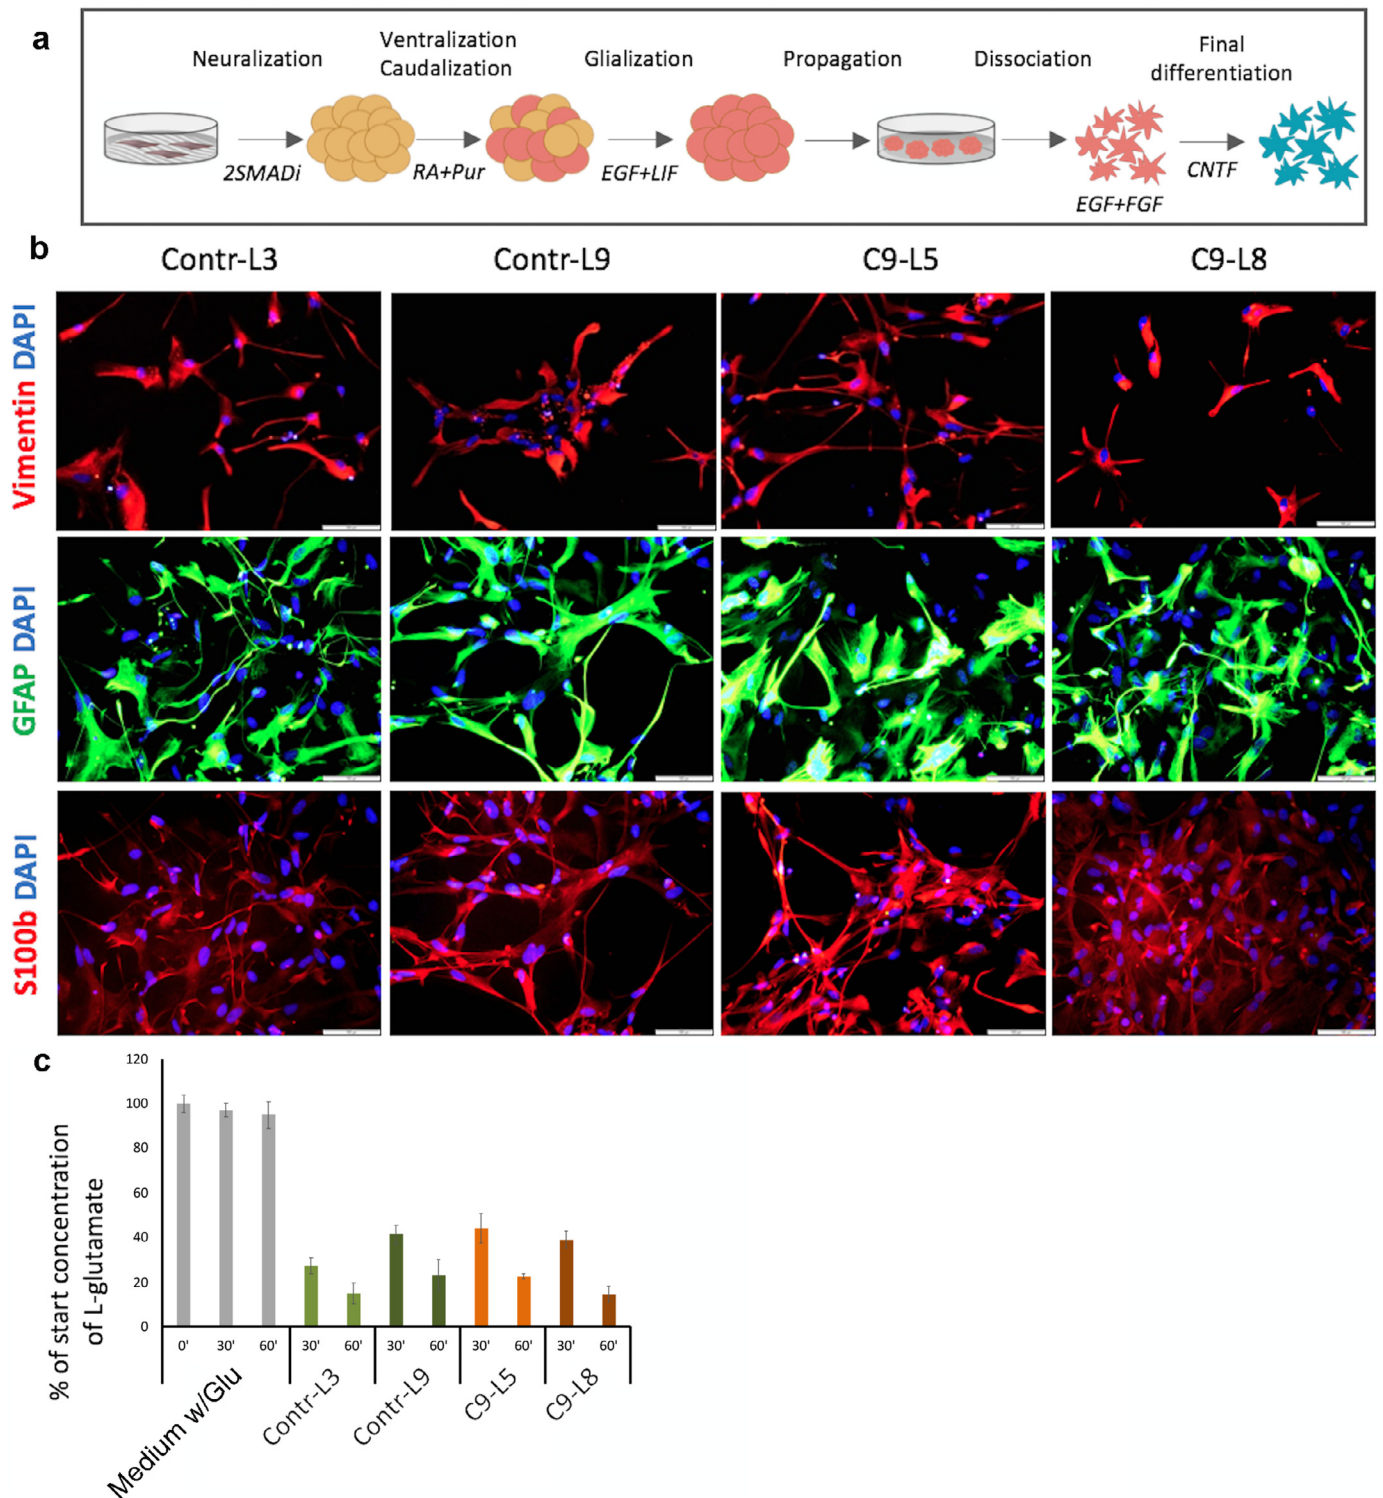 a
Neuralization
Ventralization
Caudalization
Glialization
Propagation
Dissociation
Final
differentiation
2SMADi
RA+Pur
EGF+LIF
EGF+FGF
CNTF
b
Contr-L3
Contr-L9
C9-L5
C9-L8
Vimentin DAPI
GFAP DAPI
S100b DAPI
c
% of start concentration
of L-glutamate
120
100
80
60
40
20
0
0' 30' 60' 30' 60' 30' 60' 30' 60' 30' 60'
Medium w/Glu
Contr-L3
Contr-L9
C9-L5
C9-L8